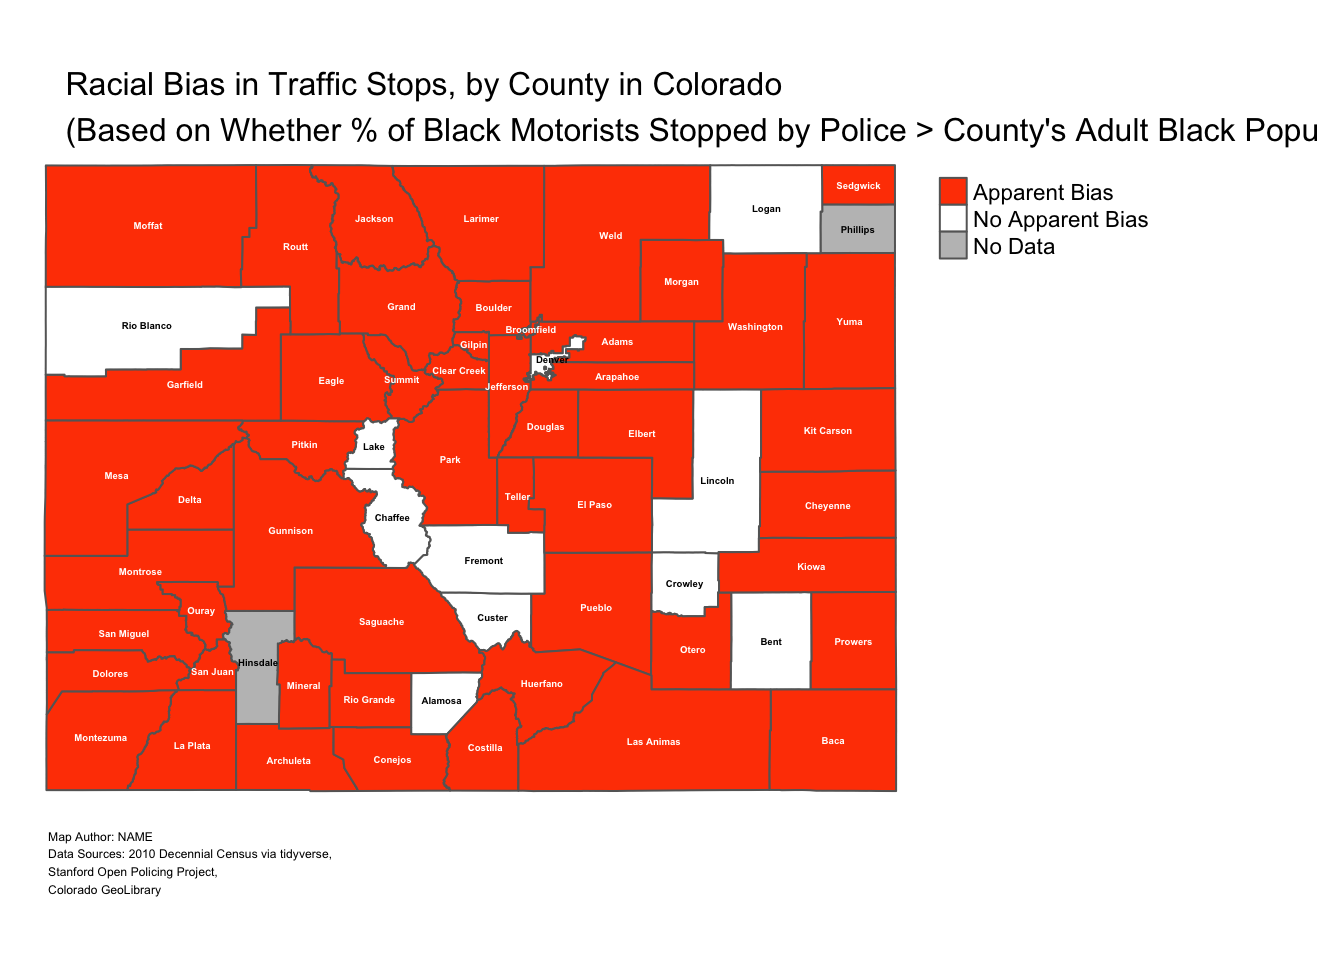 Racial Bias in Traffic Stops, by County in Colorado
(Based on Whether % of Black Motorists Stopped by Police > County's Adult Black Popu
Apparent Bias
No Apparent Bias
No Data
Sedgwick
Logan
Phillips
Moffat
Jackson
Larimer
Weld
Routt
Morgan
Grand
Boulder
Yuma
Rio Blanco
Washington
Broomfield
Adams
Gilpin
Denver
Clear Creek
Arapahoe
Garfield
Eagle
Summit
Jefferson
Douglas
Elbert
Kit Carson
Pitkin
Lake
Park
Mesa
Lincoln
Delta
Teller
El Paso
Cheyenne
Chaffee
Gunnison
Fremont
Kiowa
Montrose
Crowley
Ouray
Pueblo
Custer
Saguache
San Miguel
Bent
Prowers
Otero
Hinsdale
Dolores
San Juan
Mineral
Huerfano
Rio Grande
Alamosa
Montezuma
La Plata
Costilla
Las Animas
Baca
Archuleta
Conejos
Map Author: NAME
Data Sources: 2010 Decennial Census via tidyverse,
Stanford Open Policing Project,
Colorado GeoLibrary